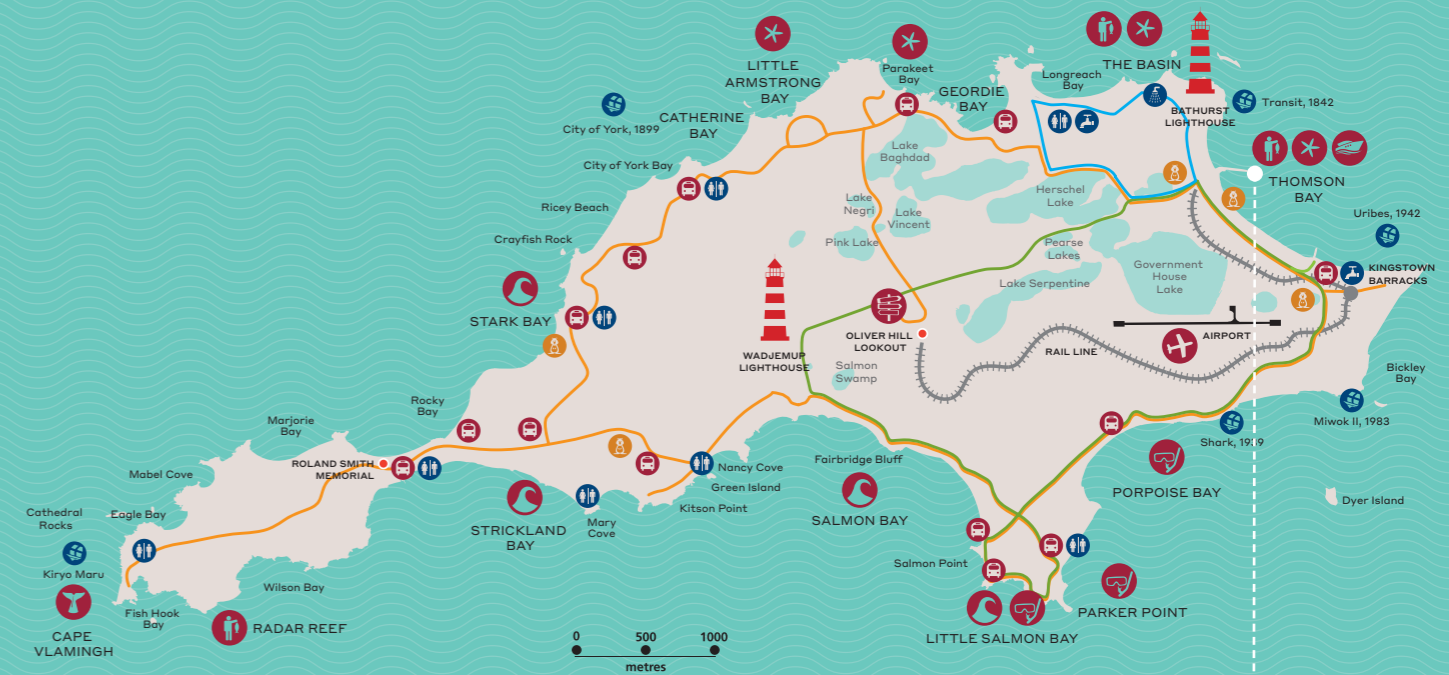 LITTLE
ARMSTRONG
BAY
Parakeet
Bay
GEORDIE
BAY
Longreach
Bay
THE BASIN
BATHURST
LIGHTHOUSE
Transit, 1842
City of York, 1899
CATHERINE
BAY
City of York Bay
Lake
Baghdad
THOMSON
BAY
Ricey Beach
Lake
Negri
Lake
Vincent
Herschel
Lake
Uribes, 1942
Crayfish Rock
Pink Lake
Pearse
Lakes
Government
House
Lake
KINGSTOWN
BARRACKS
Lake Serpentine
STARK BAY
OLIVER HILL
LOOKOUT
RAIL LINE
AIRPORT
WADJEMUP
LIGHTHOUSE
Salmon
Swamp
Bickley
Bay
Rocky
Bay
Marjorie
Bay
Miwok II, 1983
Shark, 1939
ROLAND SMITH
MEMORIAL
Mabel Cove
Nancy Cove
Green Island
Kitson Point
Fairbridge Bluff
SALMON BAY
PORPOISE BAY
Dyer Island
Cathedral
Rocks
Eagle Bay
STRICKLAND
BAY
Mary
Cove
Kiryo Maru
Wilson Bay
Salmon Point
Fish Hook
Bay
RADAR REEF
PARKER POINT
CAPE
VLAMINGH
LITTLE SALMON BAY
0 500 1000
metres